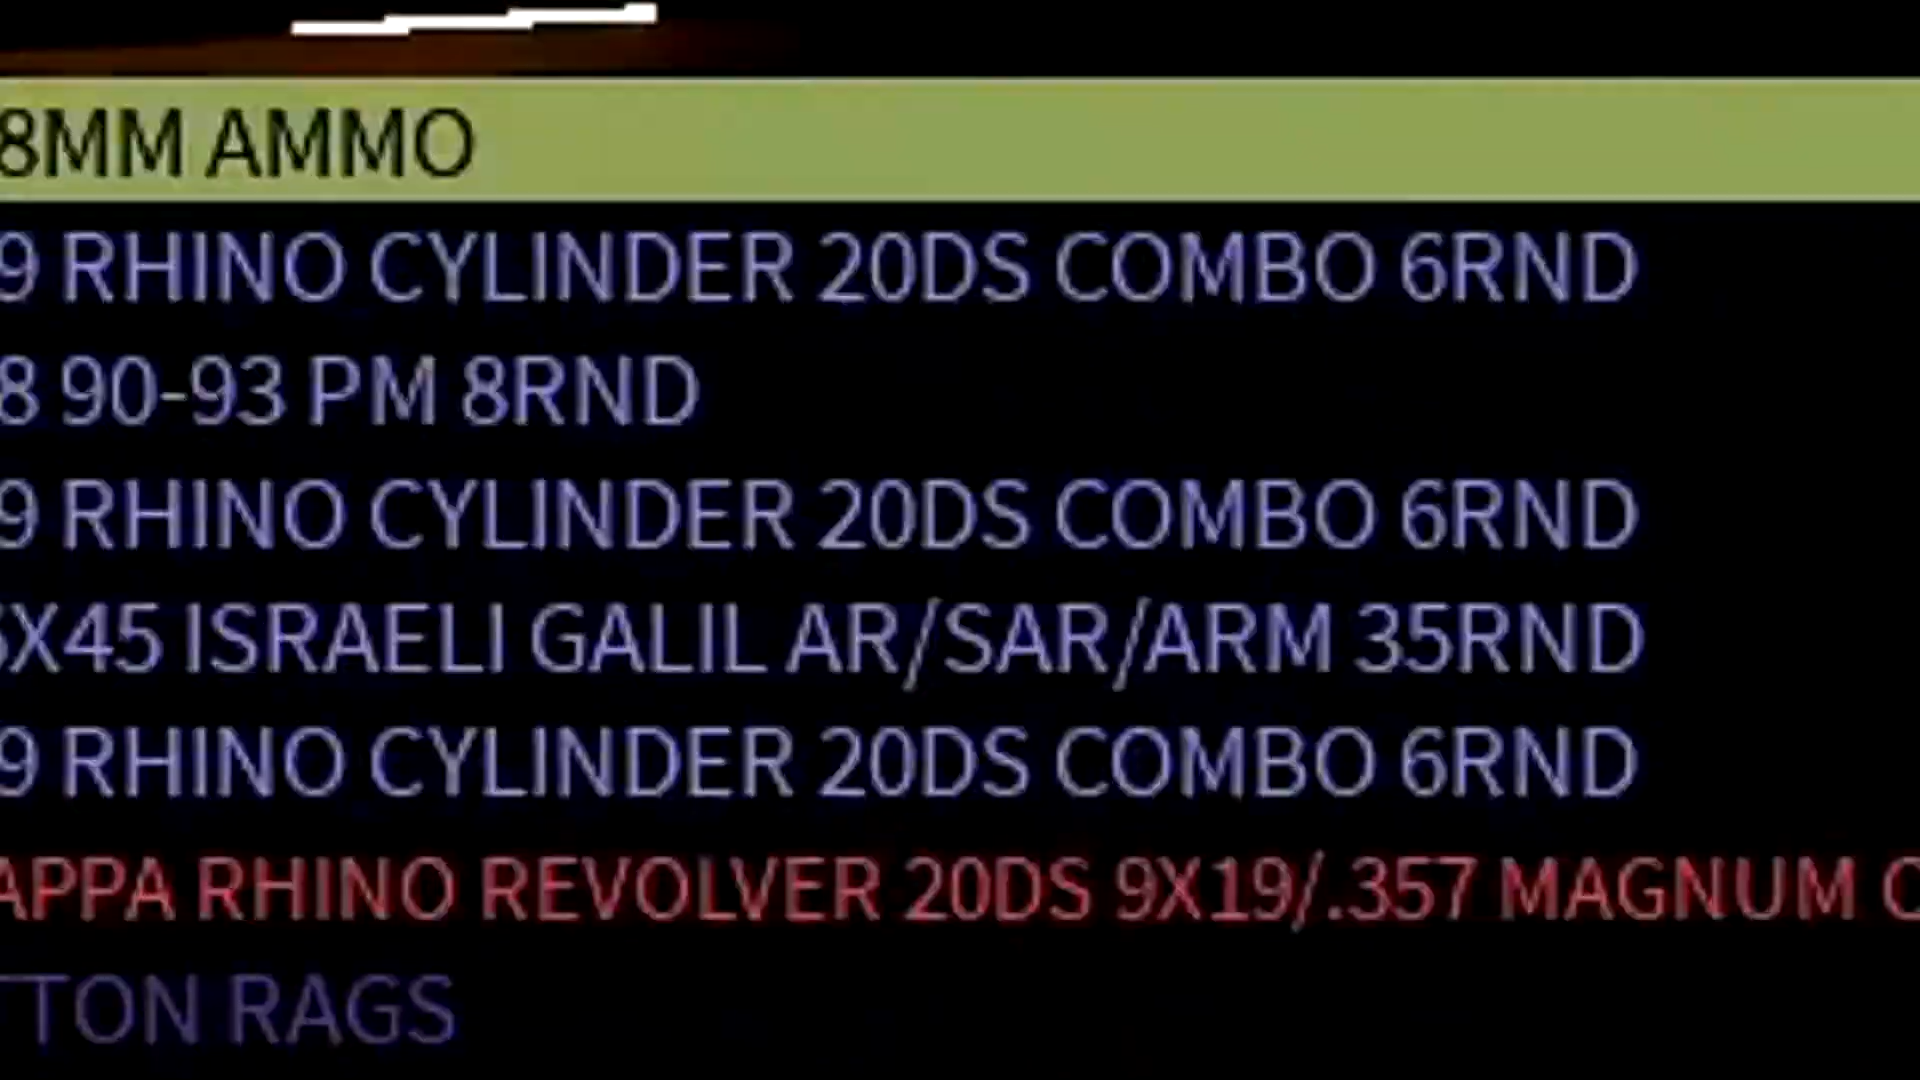 8MM AMMO
9 RHINO CYLINDER 20DS COMBO 6RND
8 90-93 PM 8RND
9 RHINO CYLINDER 20DS COMBO 6RND
X45 ISRAELI GALIL AR/SAR/ARM 35RND
9 RHINO CYLINDER 20DS COMBO 6RND
APPA RHINO REVOLVER 20DS 9X19/.357 MAGNUM
TTON RAGS